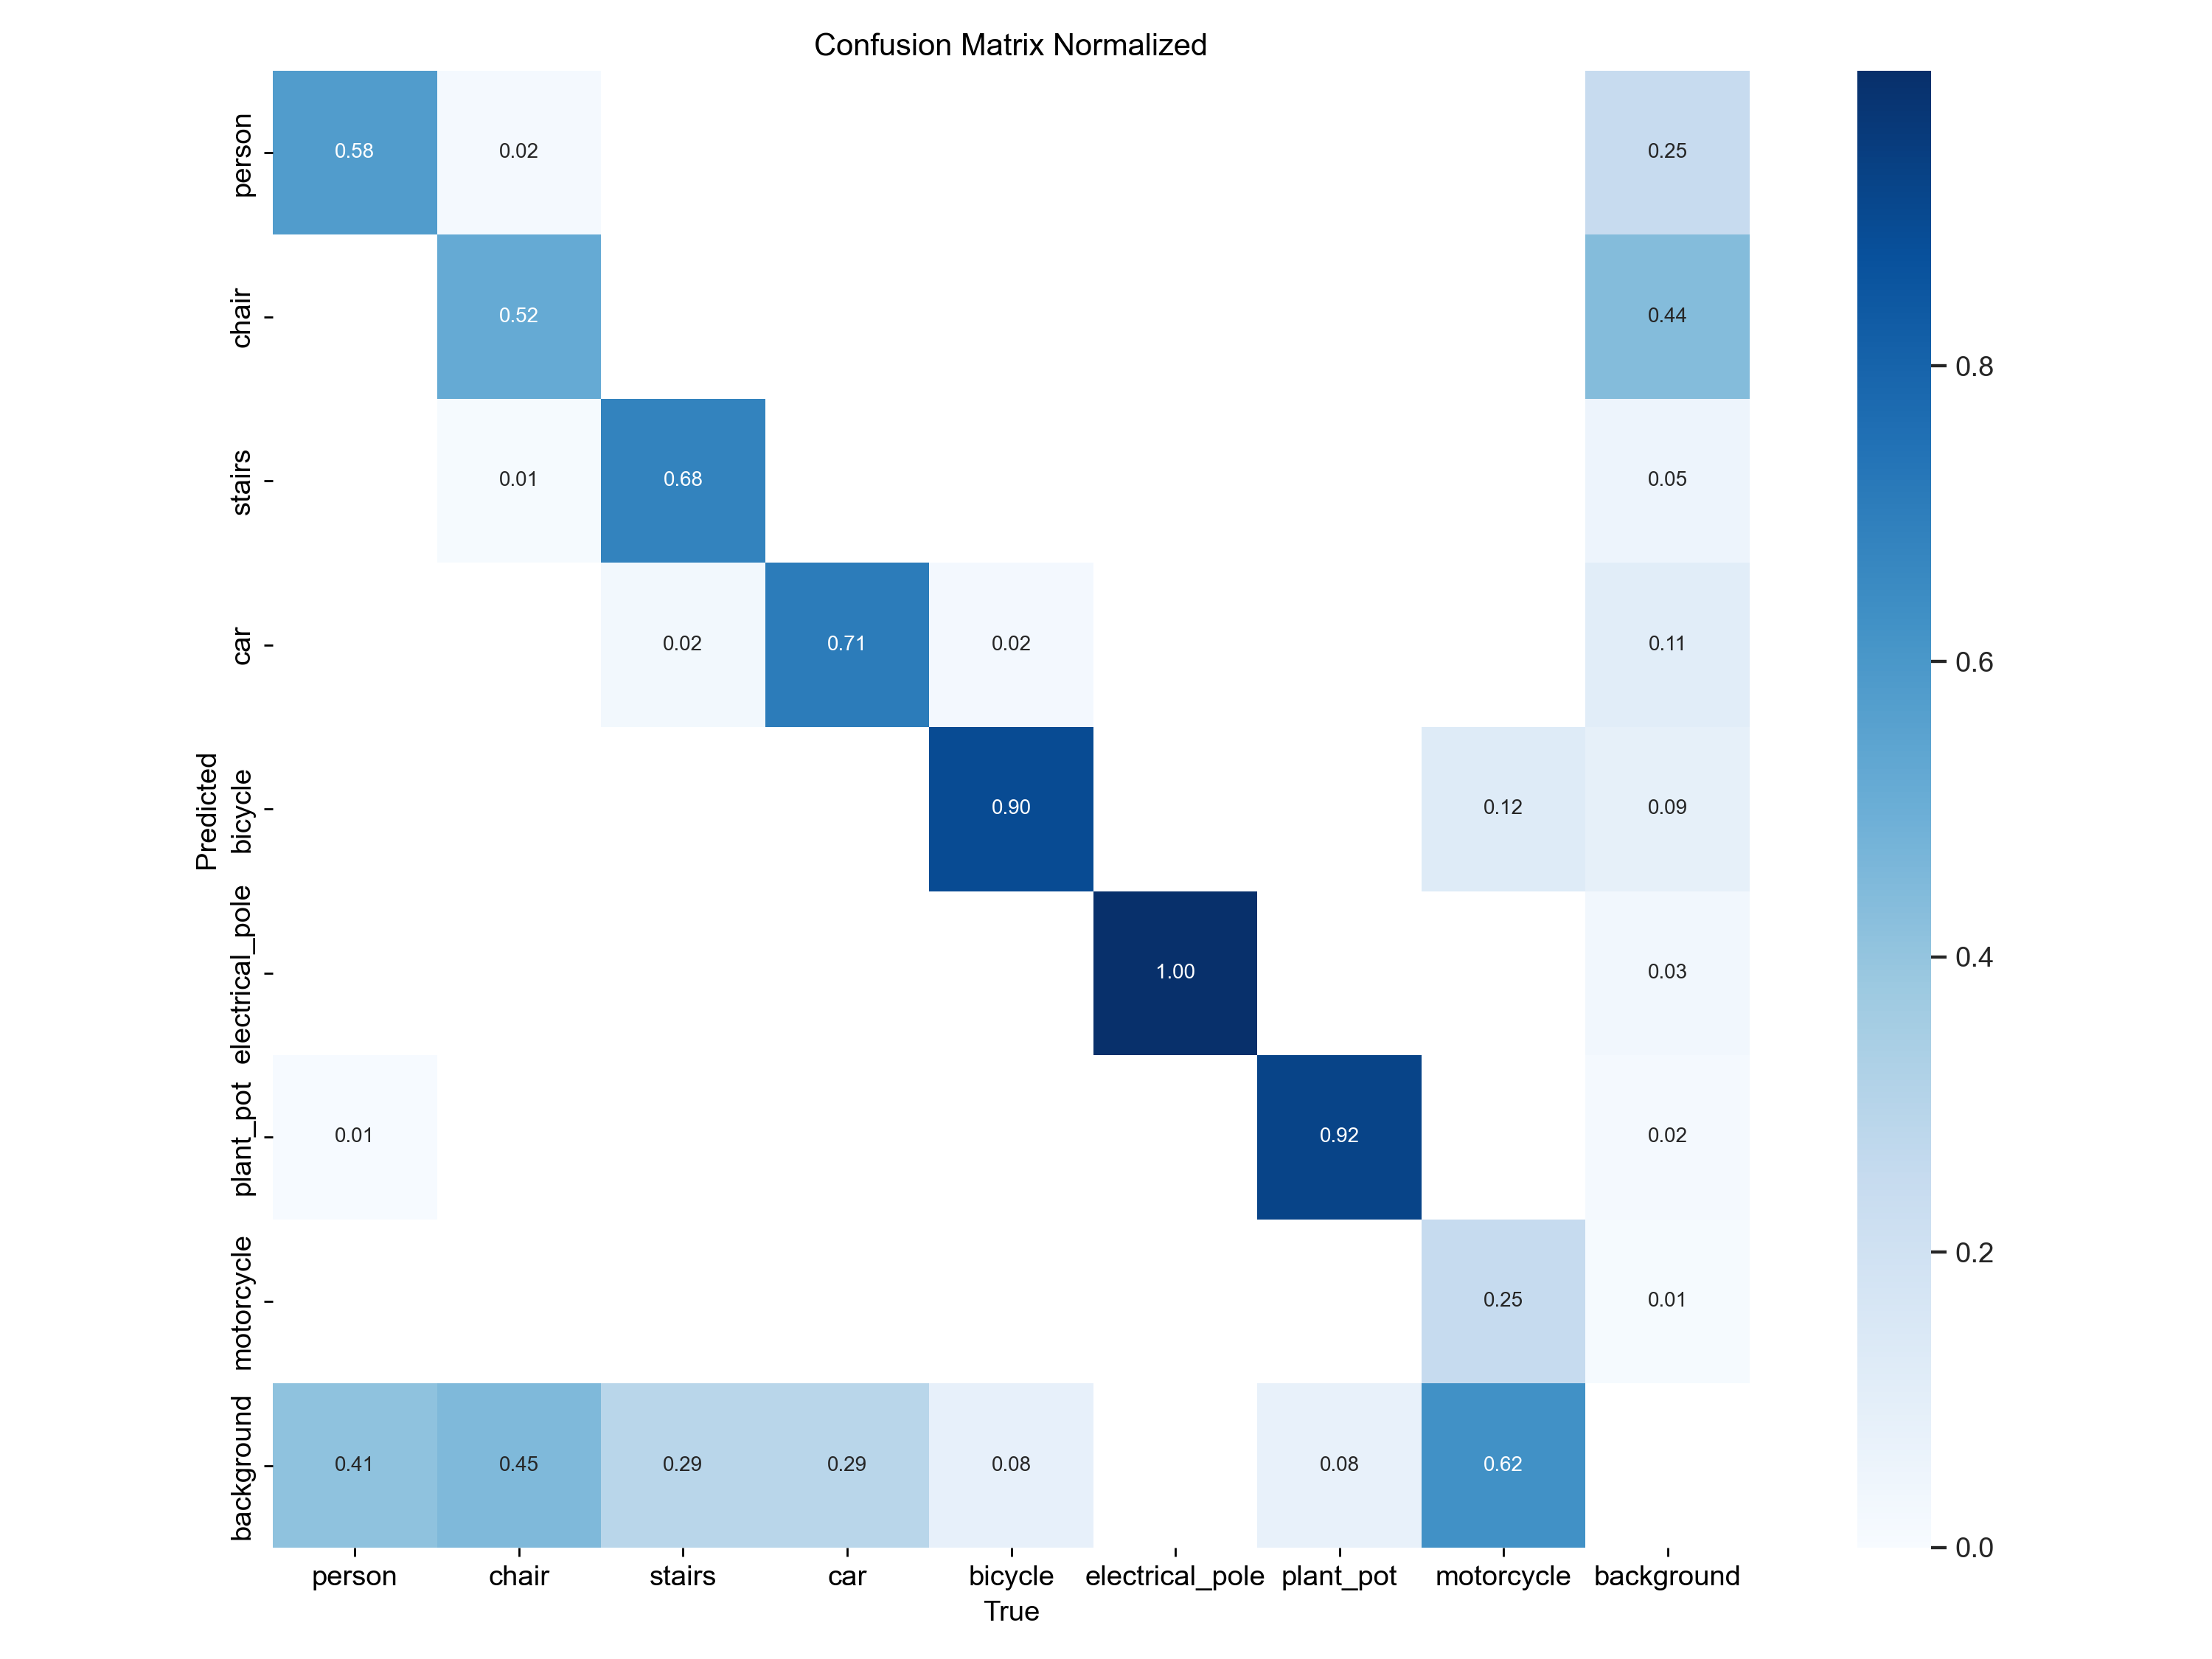 Confusion Matrix Normalized
person 0.58 0.02 0.25
chair 0.52 0.44
0.8
stairs 0.01 0.68 0.05
car 0.02 0.71 0.02 0.11
0.6
Predicted
bicycle 0.90 0.12 0.09
electrical_pole 1.00 0.03
0.4
plant_pot 0.01 0.92 0.02
motorcycle 0.25 0.01
0.2
background 0.41 0.45 0.29 0.29 0.08 0.08 0.62
0.0
person chair stairs car bicycle electrical_pole plant_pot motorcycle background
True